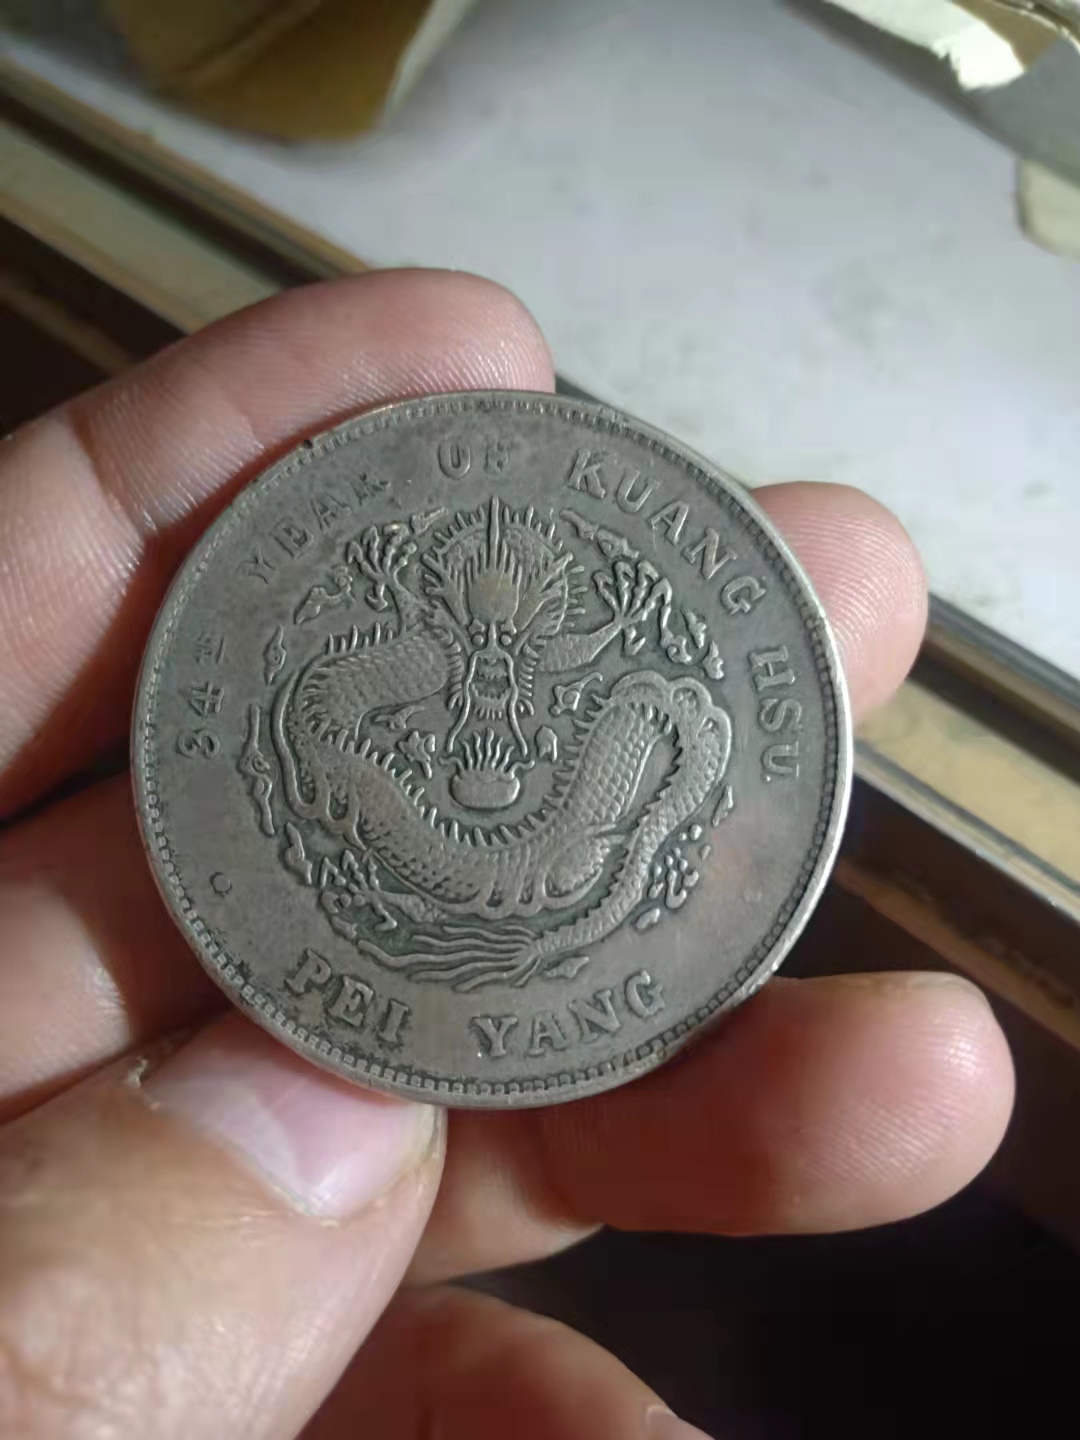 34TH YEAR OF KUANG HSU
PEI YANG